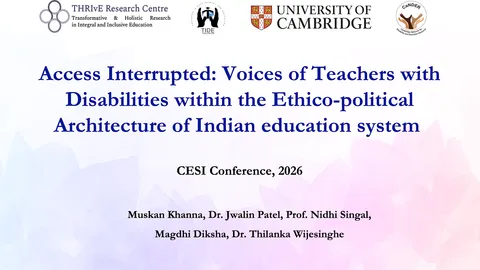 THRIvE Research Centre
Transformative & Holistic Research
in Integral and Inclusive Education
TIDE
UNIVERSITY OF
CAMBRIDGE
CaNDER
Access Interrupted: Voices of Teachers with
Disabilities within the Ethico-political
Architecture of Indian education system
CESI Conference, 2026
Muskan Khanna, Dr. Jwalin Patel, Prof. Nidhi Singal,
Magdhi Diksha, Dr. Thilanka Wijesinghe